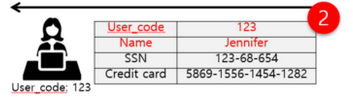 2
User_code 123
Name Jennifer
SSN 123-68-654
Credit card 5869-1556-1454-1282
User_code: 123